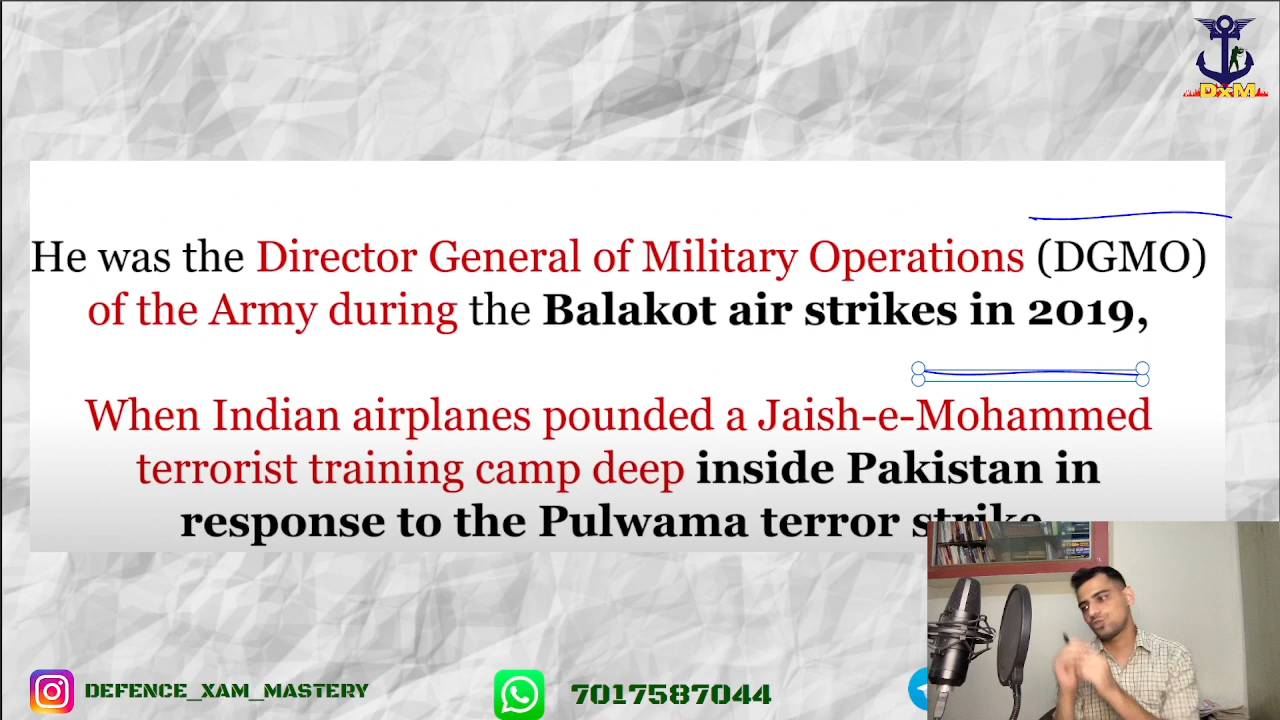 DxM
He was the Director General of Military Operations (DGMO)
of the Army during the Balakot air strikes in 2019,
When Indian airplanes pounded a Jaish-e-Mohammed
terrorist training camp deep inside Pakistan in
response to the Pulwama terror strike
DEFENCE_XAM_MASTERY
7017587044